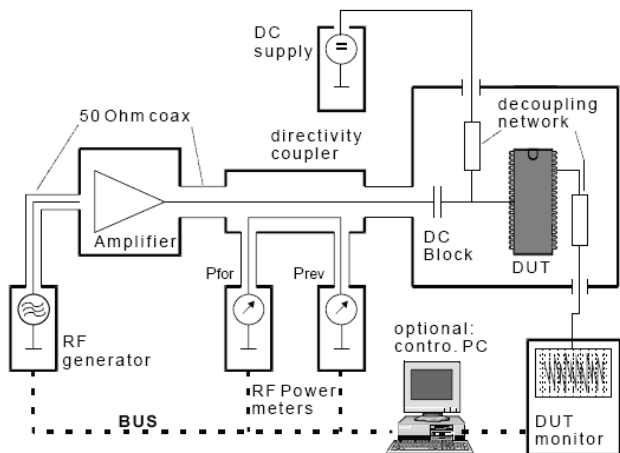 DC
supply
50 Ohm coax
directivity
coupler
decoupling
network
Amplifier
DC
Block
DUT
Pfor
Prev
RF
generator
RF Power
meters
optional:
contro. PC
BUS
DUT
monitor